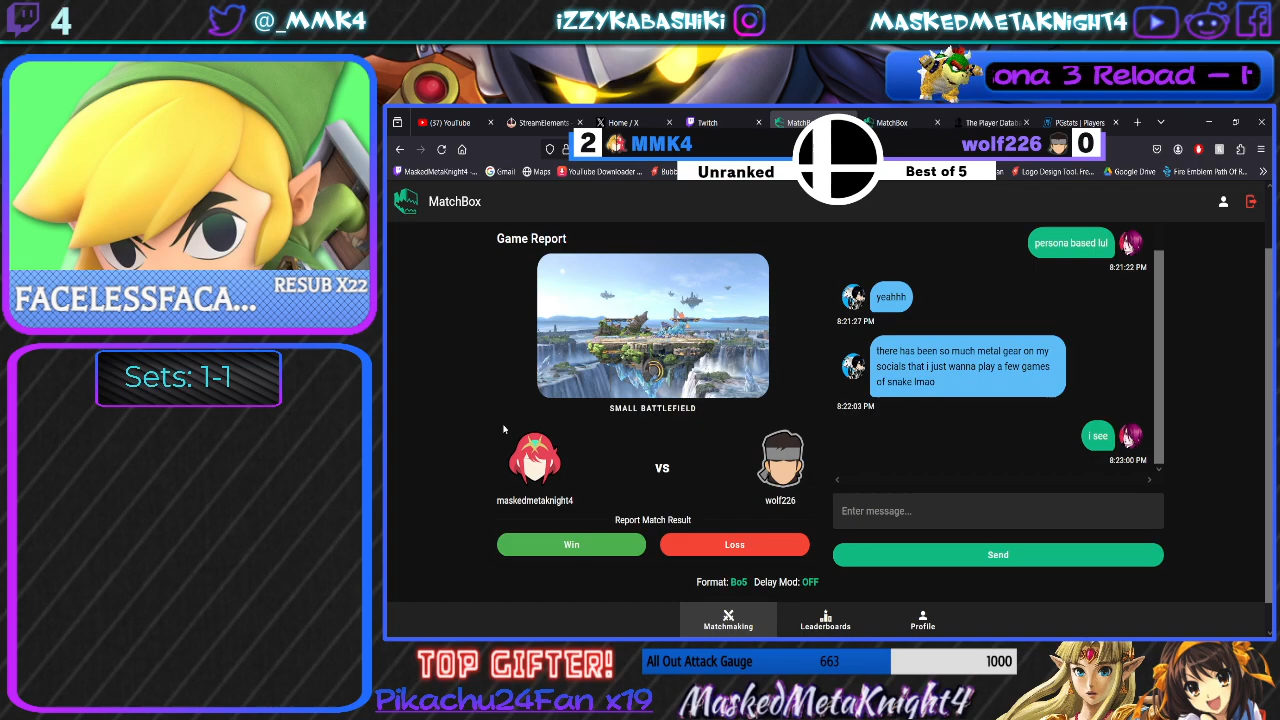 4
@_MMK4
iZZYKABASHiKi
MASKEDMETAKNIGHT4
ona 3 Reload –
(37) YouTube
StreamElements -
Home / X
Twitch
MatchB
MatchBox
The Player Datab
PGstats | Players
2
MMK4
wolf226
0
Unranked
Best of 5
MaskedMetaKnight4 -...
Gmail
Maps
YouTube Downloader ...
Logo Design Tool. Fre...
Google Drive
Fire Emblem Path Of R...
MatchBox
FACELESSFACA...
RESUB X22
Sets: 1-1
Game Report
SMALL BATTLEFIELD
maskedmetaknight4
VS
wolf226
Report Match Result
Win
Loss
Format: Bo5 Delay Mod: OFF
persona based lul
8:21:22 PM
yeahhh
8:21:27 PM
there has been so much metal gear on my
socials that i just wanna play a few games
of snake lmao
8:22:03 PM
i see
8:23:00 PM
Enter message...
Send
Matchmaking
Leaderboards
Profile
TOP GIFTER!
Pikachu24Fan x19
All Out Attack Gauge
663
1000
MaskedMetaKnight4